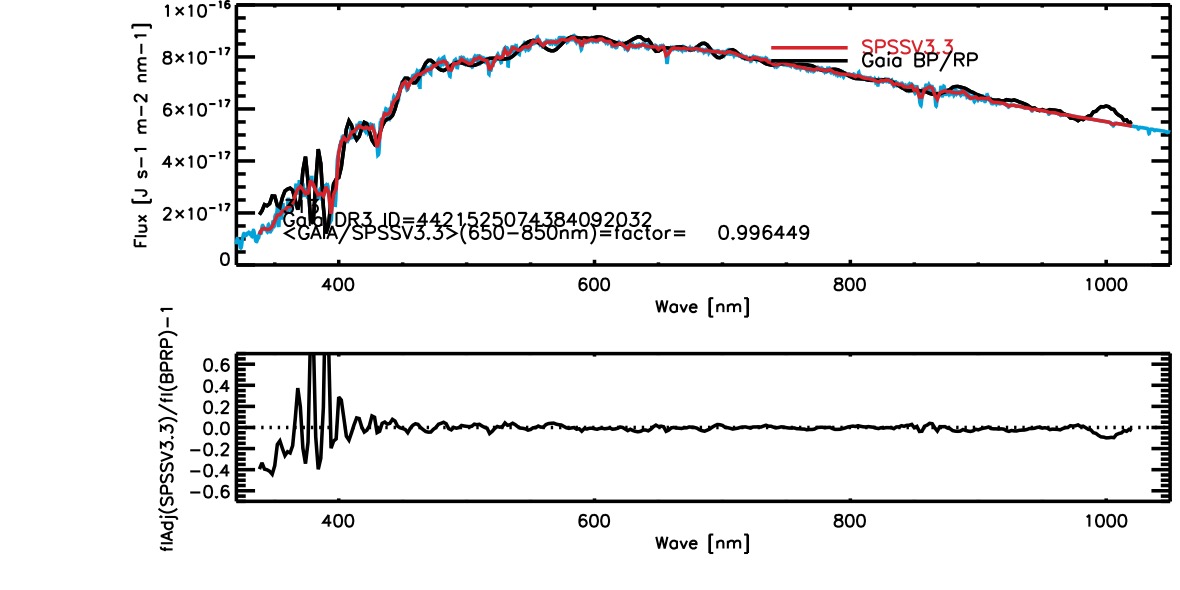 1×10−16
8×10−17
6×10−17
4×10−17
2×10−17
0
Flux [J s−1 m−2 nm−1]
SPSSV3.3
Gaia BP/RP
313
Gaia DR3 ID=4421525074384092032
<GAIA/SPSSV3.3>(650−850nm)=factor= 0.996449
400 600 800 1000
Wave [nm]
flAdj(SPSSV3.3)/fl(BPRP)−1
0.6
0.4
0.2
0.0
−0.2
−0.4
−0.6
400 600 800 1000
Wave [nm]